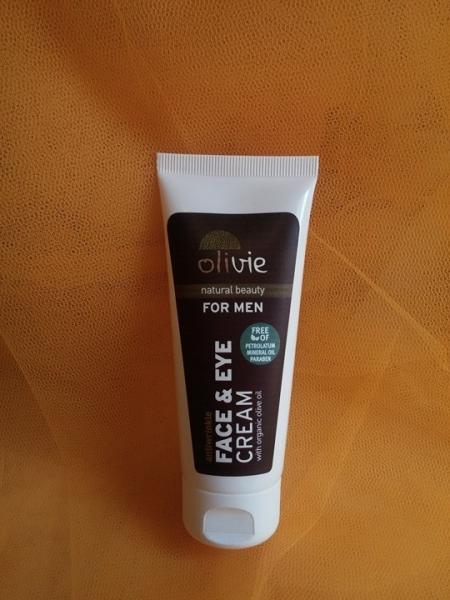 olivie
natural beauty
FOR MEN
FREE
OF
PETROLATUM
MINERAL OIL
PARABEN
antiwrinkle
FACE & EYE
CREAM
with organic olive oil